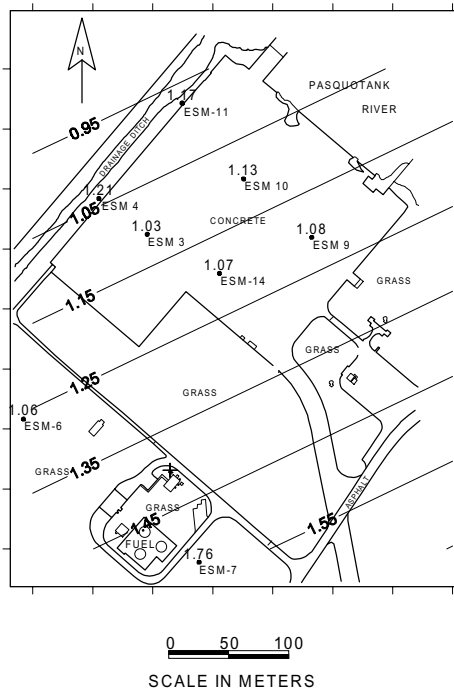 N
PASQUOTANK
RIVER
1.17
ESM-11
0.95
DRAINAGE DITCH
1.13
ESM 10
1.21
ESM 4
1.05
CONCRETE
1.03
ESM 3
1.08
ESM 9
1.07
ESM-14
GRASS
1.15
GRASS
1.25
GRASS
1.06
ESM-6
1.35
GRASS
GRASS
ASPHALT
1.45
1.55
FUEL
1.76
ESM-7
0 50 100
SCALE IN METERS